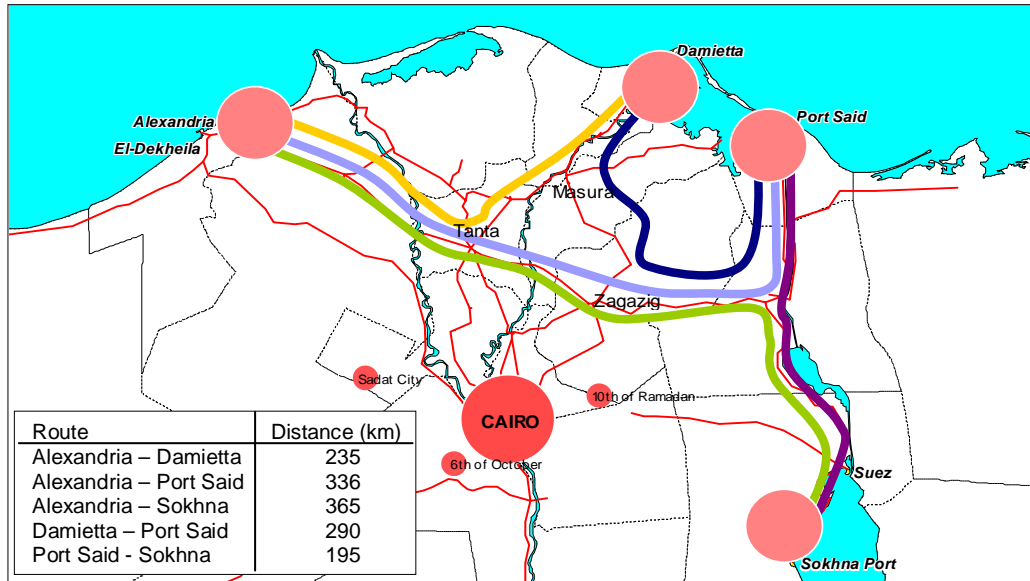 Damietta
Alexandria
Port Said
El-Dekheila
Masura
Tanta
Zagazig
Sadat City
10th of Ramadan
CAIRO
6th of October
Suez
Sokhna Port
Route Distance (km)
Alexandria – Damietta 235
Alexandria – Port Said 336
Alexandria – Sokhna 365
Damietta – Port Said 290
Port Said - Sokhna 195